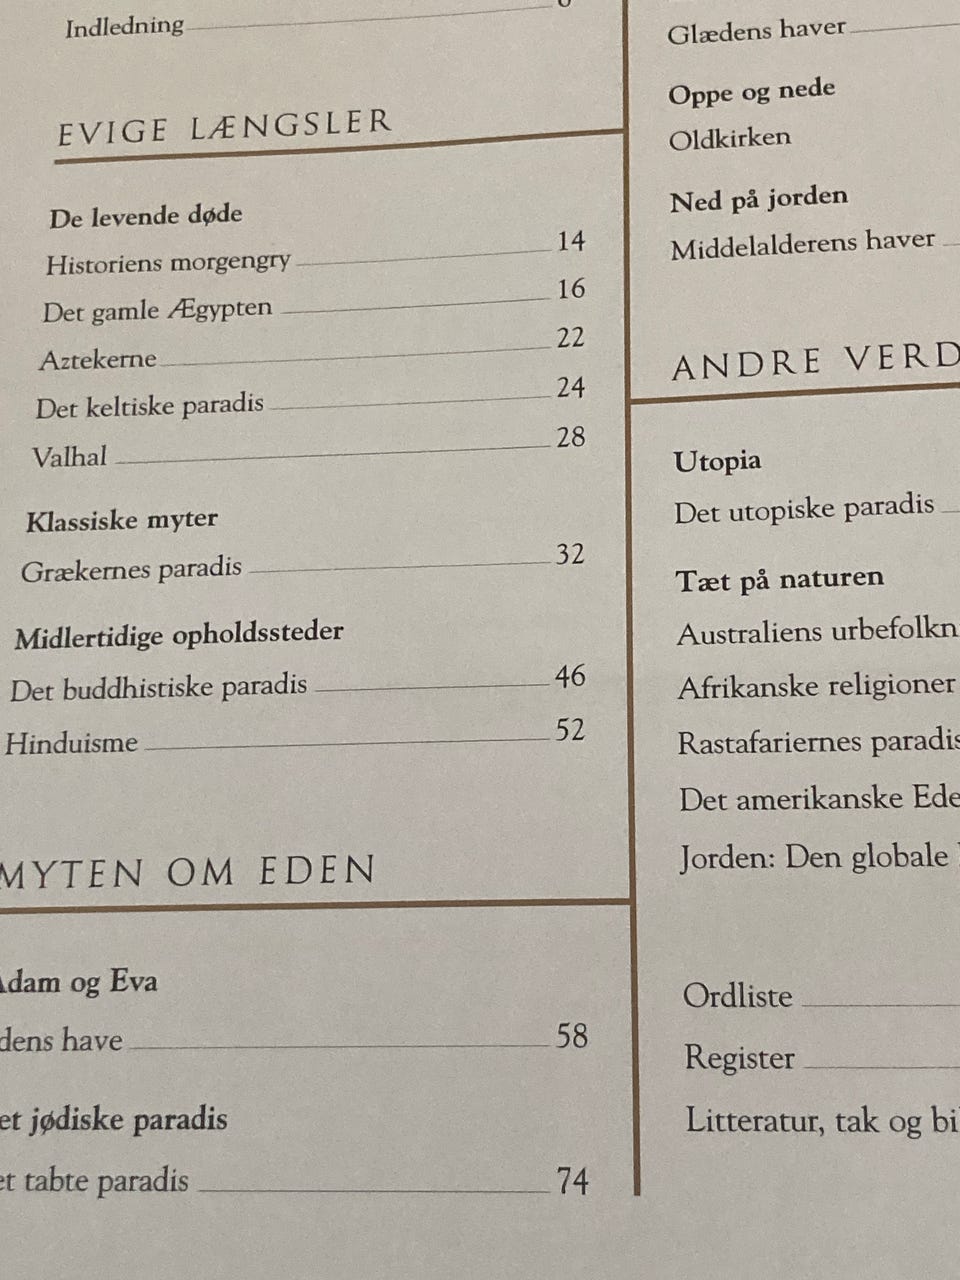 Indledning
EVIGE LÆNGSLER
De levende døde
Historiens morgengry 14
Det gamle Ægypten 16
Aztekerne 22
Det keltiske paradis 24
Valhal 28
Klassiske myter
Grækernes paradis 32
Midlertidige opholdssteder
Det buddhistiske paradis 46
Hinduisme 52
MYTEN OM EDEN
Adam og Eva
dens have 58
et jødiske paradis
et tabte paradis 74
Glædens haver
Oppe og nede
Oldkirken
Ned på jorden
Middelalderens haver
ANDRE VERD
Utopia
Det utopiske paradis
Tæt på naturen
Australiens urbefolkn
Afrikanske religioner
Rastafariernes paradis
Det amerikanske Ede
Jorden: Den globale
Ordliste
Register
Litteratur, tak og bi